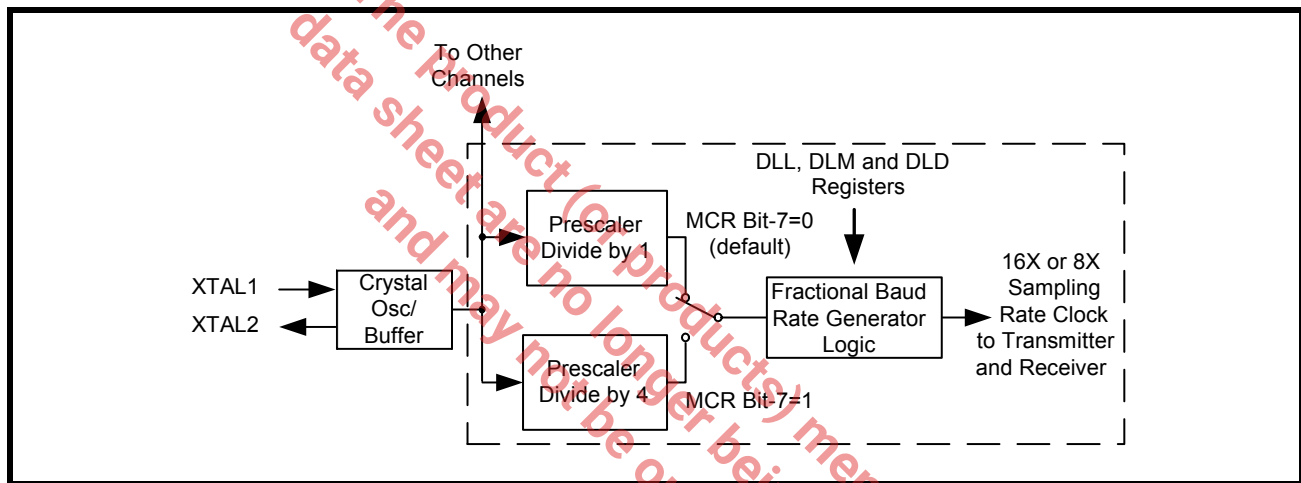 To Other
Channels
DLL, DLM and DLD
Registers
Prescaler
Divide by 1
MCR Bit-7=0
(default)
XTAL1
XTAL2
Crystal
Osc/
Buffer
Fractional Baud
Rate Generator
Logic
16X or 8X
Sampling
Rate Clock
to Transmitter
and Receiver
Prescaler
Divide by 4
MCR Bit-7=1
product (or products)
data sheet are no longer
and may not be